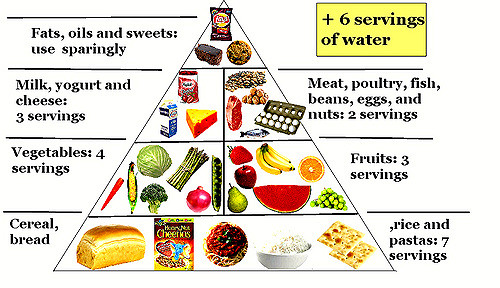 Fats, oils and sweets:
use sparingly
+ 6 servings
of water
Milk, yogurt and
cheese:
3 servings
Meat, poultry, fish,
beans, eggs, and
nuts: 2 servings
Vegetables: 4
servings
Fruits: 3
servings
Cereal,
bread
,rice and
pastas: 7
servings
Lay's
Honey Nut
Cheerios